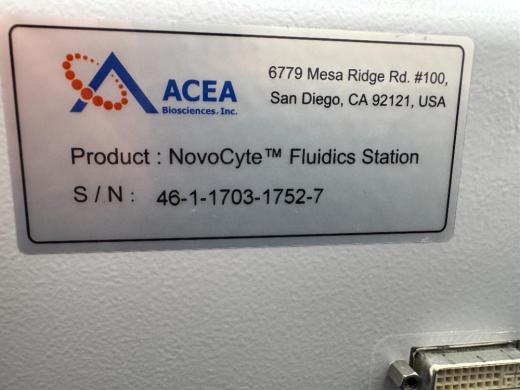 ACEA
Biosciences, Inc.
6779 Mesa Ridge Rd. #100,
San Diego, CA 92121, USA
Product : NovoCyte™ Fluidics Station
S / N : 46-1-1703-1752-7